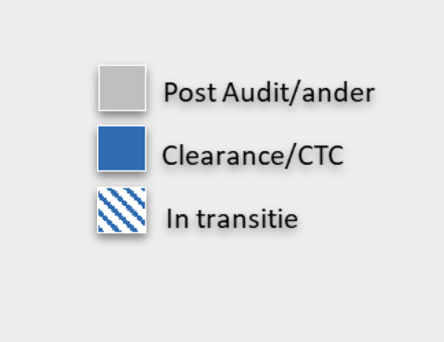 Post Audit/ander
Clearance/CTC
In transitie